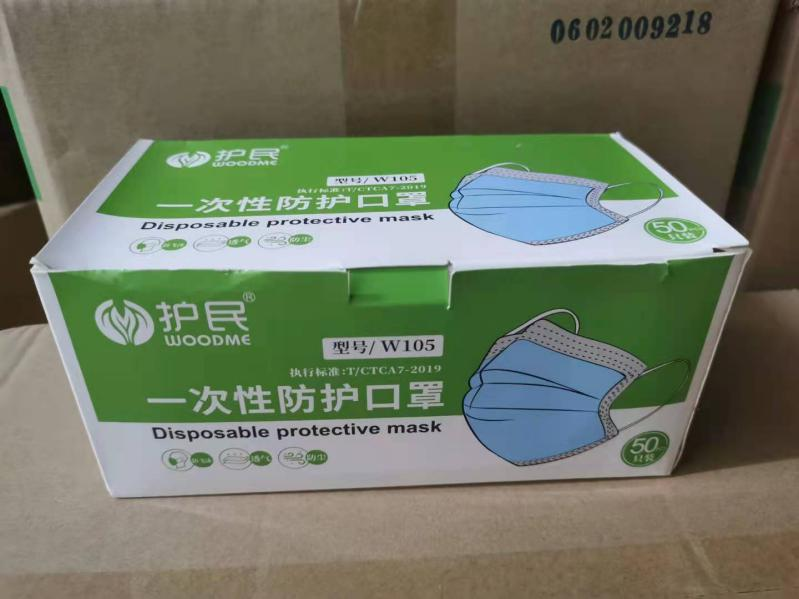 0602009218
护民®
WOODME
型号/W105
执行标准:T/CTCA7-2019
一次性防护口罩
Disposable protective mask
透气
防尘
50
只装
护民®
WOODME
型号/W105
执行标准:T/CTCA7-2019
一次性防护口罩
Disposable protective mask
透气
防尘
50
只装